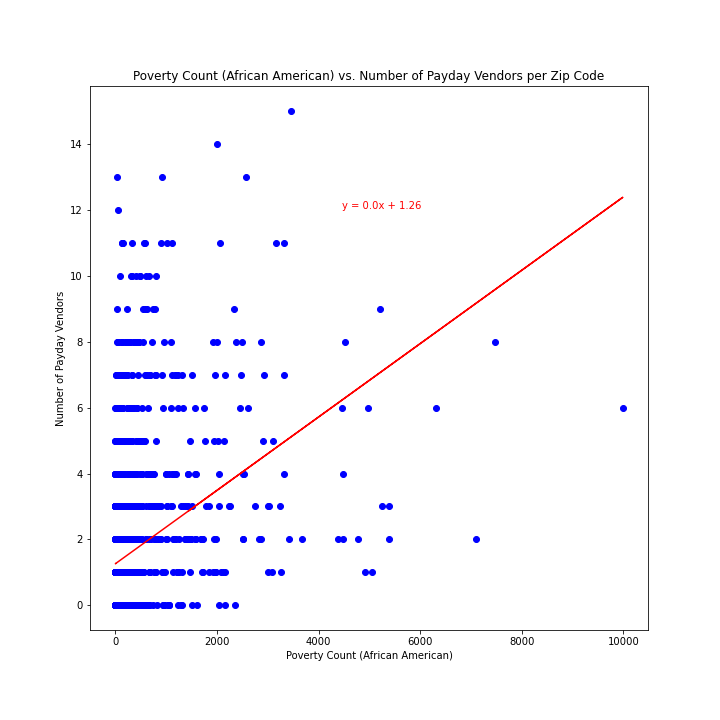 Poverty Count (African American) vs. Number of Payday Vendors per Zip Code
14
12
10
8
6
4
2
0
Number of Payday Vendors
y = 0.0x + 1.26
0 2000 4000 6000 8000 10000
Poverty Count (African American)